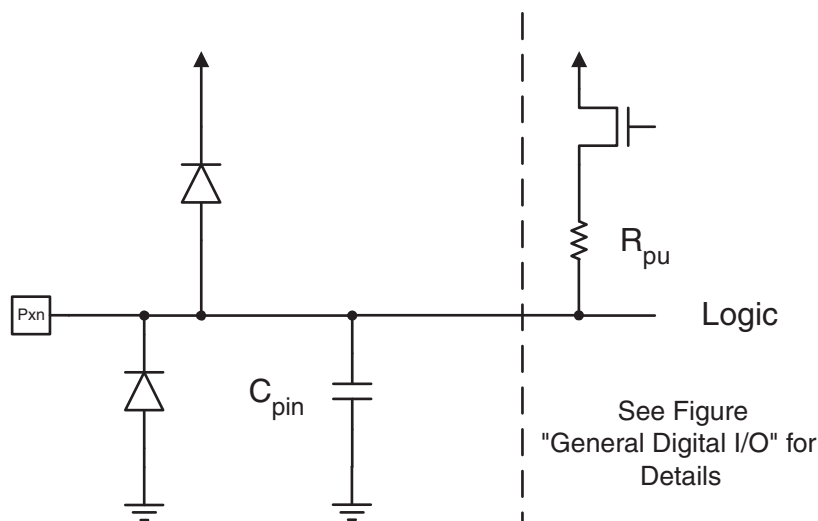 R_pu
Pxn
Logic
C_pin
See Figure
"General Digital I/O" for
Details